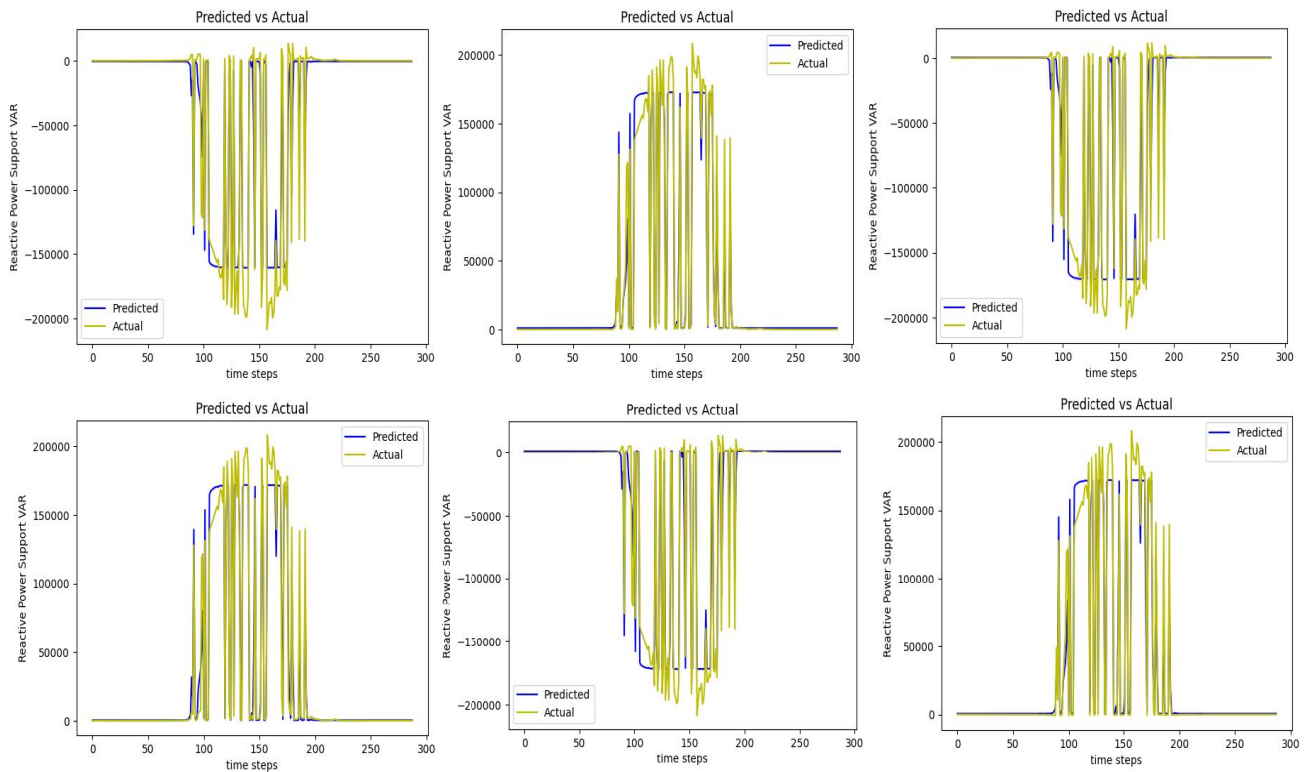 Predicted vs Actual
Reactive Power Support VAR
0
−50000
−100000
−150000
−200000
Predicted
Actual
0 50 100 150 200 250 300
time steps
Predicted vs Actual
Reactive Power Support VAR
200000
150000
100000
50000
0
Predicted
Actual
0 50 100 150 200 250 300
time steps
Predicted vs Actual
Reactive Power Support VAR
0
−50000
−100000
−150000
−200000
Predicted
Actual
0 50 100 150 200 250 300
time steps
Predicted vs Actual
Reactive Power Support VAR
200000
150000
100000
50000
0
Predicted
Actual
0 50 100 150 200 250 300
time steps
Predicted vs Actual
Reactive Power Support VAR
0
−50000
−100000
−150000
−200000
Predicted
Actual
0 50 100 150 200 250 300
time steps
Predicted vs Actual
Reactive Power Support VAR
200000
150000
100000
50000
0
Predicted
Actual
0 50 100 150 200 250 300
time steps